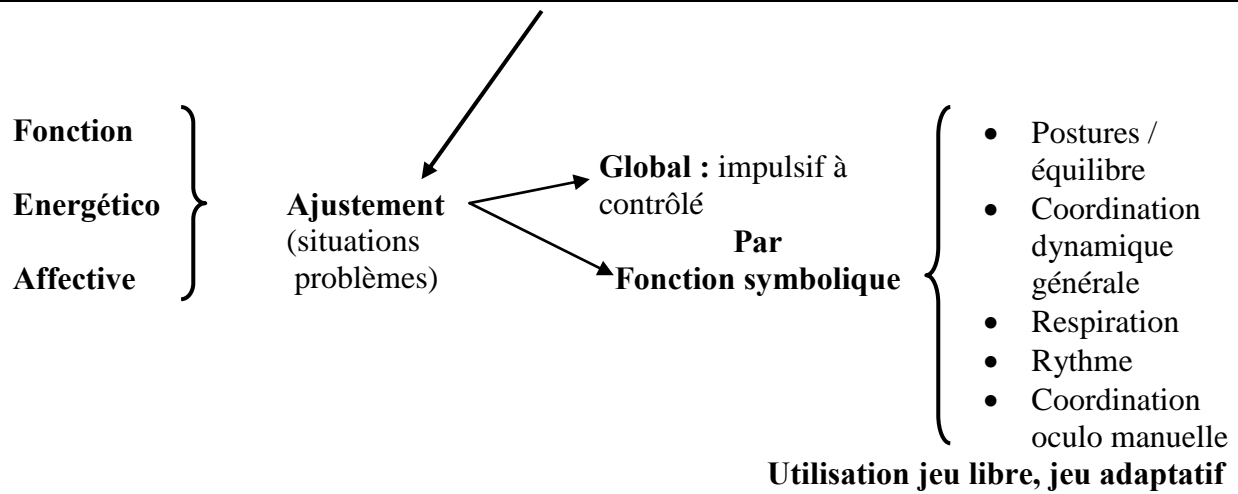 Fonction
Energético
Affective
Ajustement
(situations
problèmes)
Global : impulsif à
contrôlé
Par
Fonction symbolique
• Postures /
équilibre
• Coordination
dynamique
générale
• Respiration
• Rythme
• Coordination
oculo manuelle
Utilisation jeu libre, jeu adaptatif